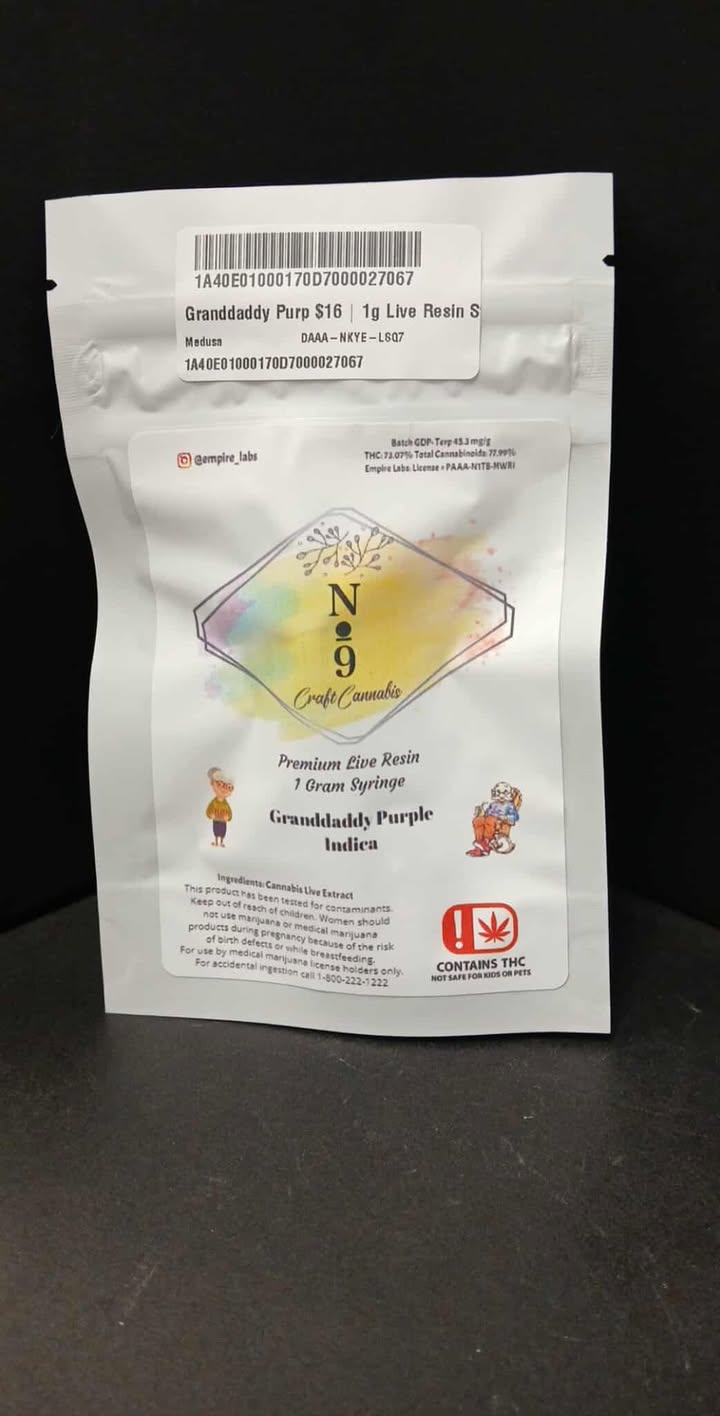 1A40E01000170D7000027067
Granddaddy Purp $16 | 1g Live Resin S
Medusa DAAA-NKYE-LSQ7
1A40E01000170D7000027067
@empire_labs
Batch GDP- Terp 45.3 mg/g
THC: 73.07% Total Cannabinoids: 77.99%
Empire Labs: License # PAAA-N1TB-MWRI
N
9
Craft Cannabis
Premium Live Resin
1 Gram Syringe
Granddaddy Purple
Indica
Ingredients: Cannabis Live Extract
This product has been tested for contaminants.
Keep out of reach of children. Women should
not use marijuana or medical marijuana
products during pregnancy because of the risk
of birth defects or while breastfeeding.
For use by medical marijuana license holders only.
For accidental ingestion call 1-800-222-1222
!
CONTAINS THC
NOT SAFE FOR KIDS OR PETS